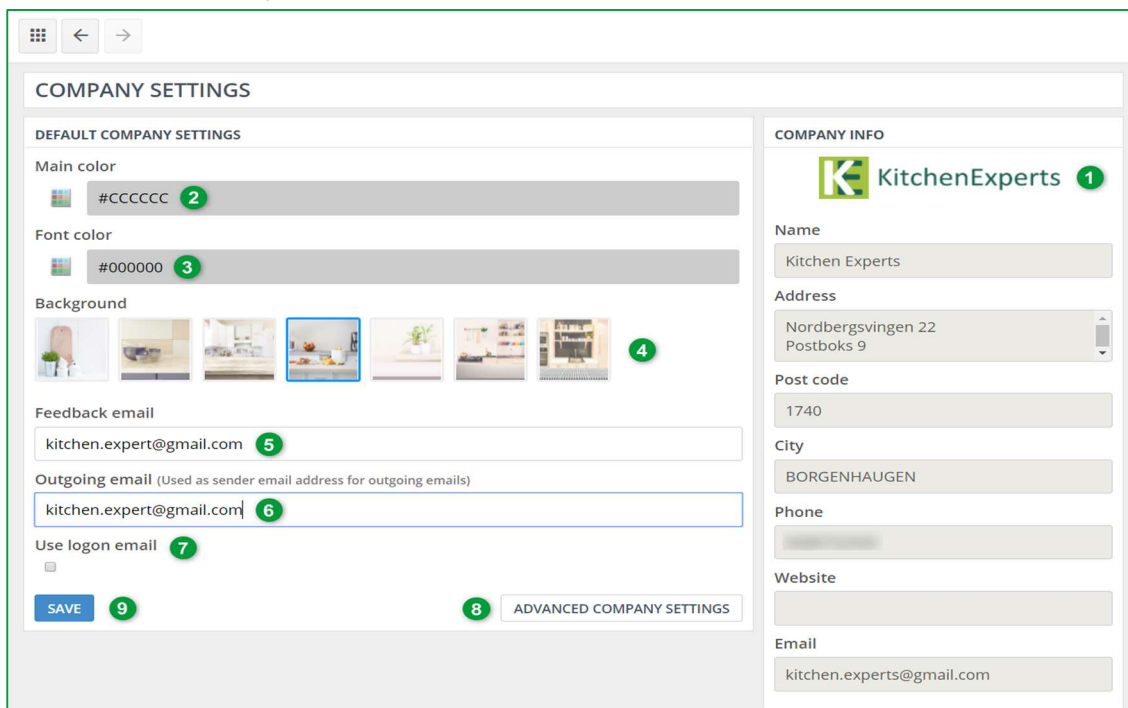 COMPANY SETTINGS
DEFAULT COMPANY SETTINGS
Main color
#CCCCCC 2
Font color
#000000 3
Background
4
Feedback email
kitchen.expert@gmail.com 5
Outgoing email (Used as sender email address for outgoing emails)
kitchen.expert@gmail.com 6
Use logon email 7
SAVE 9
8 ADVANCED COMPANY SETTINGS
COMPANY INFO
KE KitchenExperts 1
Name
Kitchen Experts
Address
Nordbergsvingen 22
Postboks 9
Post code
1740
City
BORGENHAUGEN
Phone
Website
Email
kitchen.experts@gmail.com